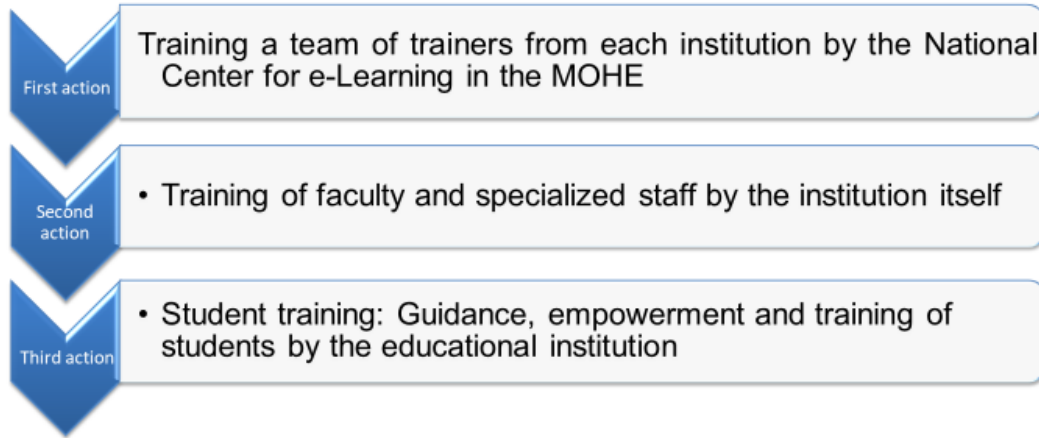 First action
Training a team of trainers from each institution by the National
Center for e-Learning in the MOHE
Second
action
• Training of faculty and specialized staff by the institution itself
Third action
• Student training: Guidance, empowerment and training of
students by the educational institution